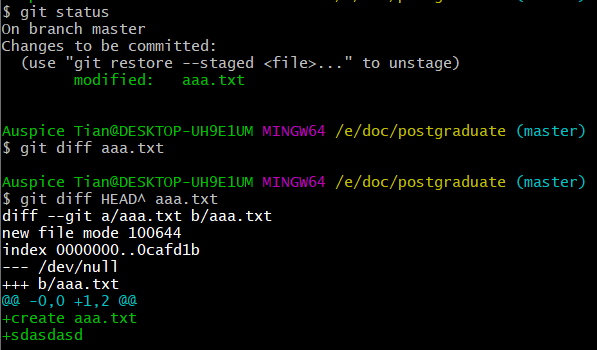 $ git status
On branch master
Changes to be committed:
  (use "git restore --staged <file>..." to unstage)
        modified:   aaa.txt
Auspice Tian@DESKTOP-UH9E1UM MINGW64 /e/doc/postgraduate (master)
$ git diff aaa.txt
Auspice Tian@DESKTOP-UH9E1UM MINGW64 /e/doc/postgraduate (master)
$ git diff HEAD^ aaa.txt
diff --git a/aaa.txt b/aaa.txt
new file mode 100644
index 0000000..0cafd1b
--- /dev/null
+++ b/aaa.txt
@@ -0,0 +1,2 @@
+create aaa.txt
+sdasdasd